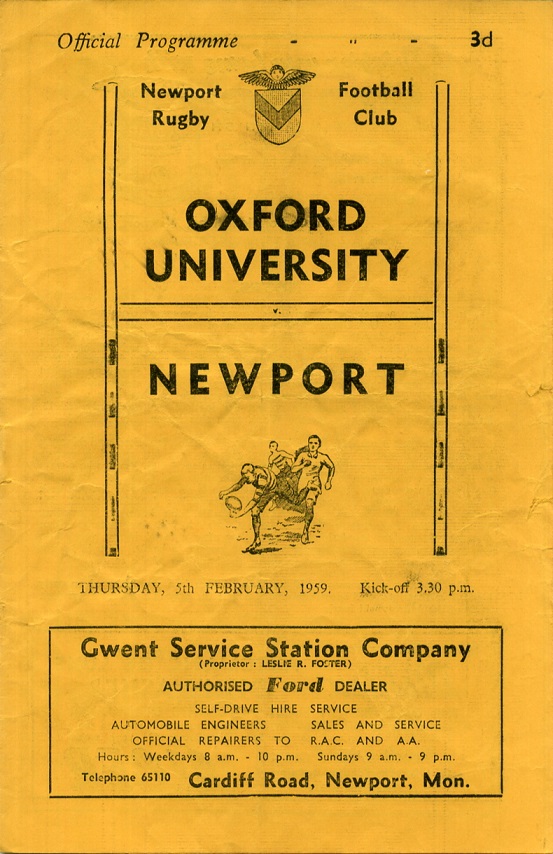 Official Programme - " - 3d
Newport Football
Rugby Club
OXFORD
UNIVERSITY
v.
NEWPORT
THURSDAY, 5th FEBRUARY, 1959. Kick-off 3.30 p.m.
Gwent Service Station Company
(Proprietor : LESLIE R. FOSTER)
AUTHORISED Ford DEALER
SELF-DRIVE HIRE SERVICE
AUTOMOBILE ENGINEERS SALES AND SERVICE
OFFICIAL REPAIRERS TO R.A.C. AND A.A.
Hours : Weekdays 8 a.m. - 10 p.m. Sundays 9 a.m. - 9 p.m.
Telephone 65110 Cardiff Road, Newport, Mon.